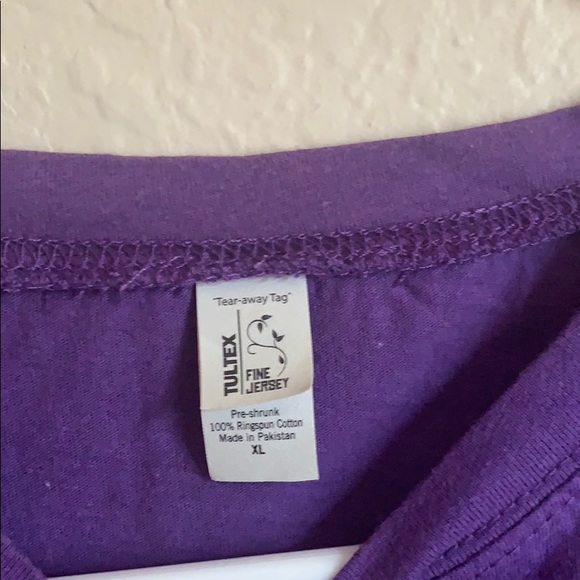 "Tear-away Tag"
TULTEX
FINE
JERSEY
Pre-shrunk
100% Ringspun Cotton
Made in Pakistan
XL